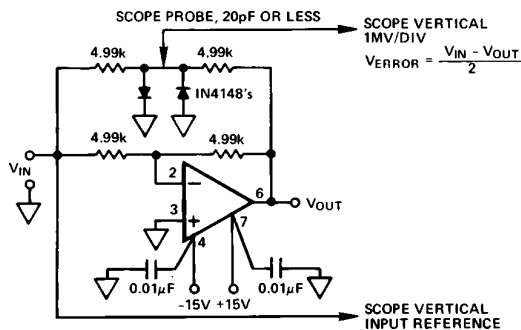 SCOPE PROBE, 20pF OR LESS
SCOPE VERTICAL
1MV/DIV
VERROR = VIN - VOUT
2
4.99k
4.99k
IN4148's
4.99k
4.99k
VIN
2
6
VOUT
3
4
7
0.01µF
0.01µF
-15V +15V
SCOPE VERTICAL
INPUT REFERENCE